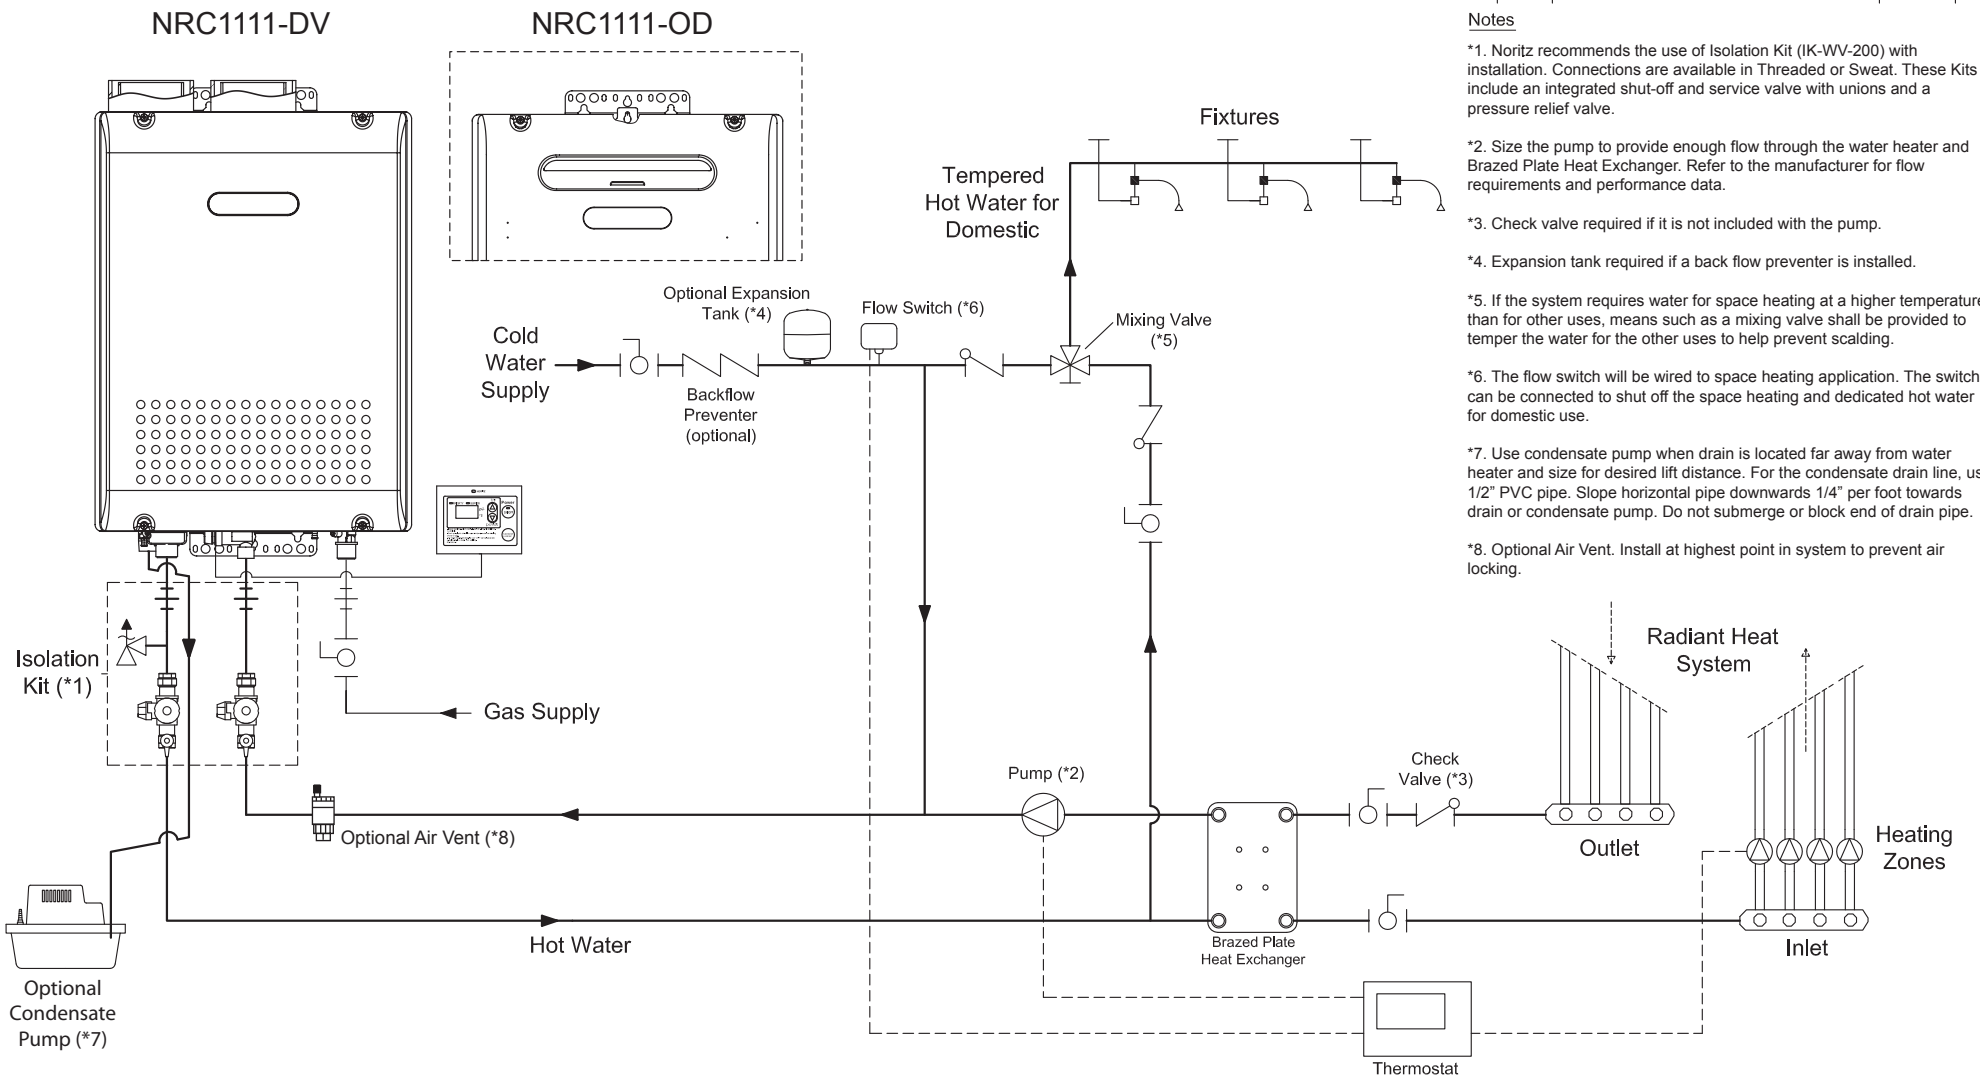 NRC1111-DV
NRC1111-OD
Notes
*1. Noritz recommends the use of Isolation Kit (IK-WV-200) with
installation. Connections are available in Threaded or Sweat. These Kits
include an integrated shut-off and service valve with unions and a
pressure relief valve.
*2. Size the pump to provide enough flow through the water heater and
Brazed Plate Heat Exchanger. Refer to the manufacturer for flow
requirements and performance data.
*3. Check valve required if it is not included with the pump.
*4. Expansion tank required if a back flow preventer is installed.
*5. If the system requires water for space heating at a higher temperature
than for other uses, means such as a mixing valve shall be provided to
temper the water for the other uses to help prevent scalding.
*6. The flow switch will be wired to space heating application. The switch
can be connected to shut off the space heating and dedicated hot water
for domestic use.
*7. Use condensate pump when drain is located far away from water
heater and size for desired lift distance. For the condensate drain line, us
1/2” PVC pipe. Slope horizontal pipe downwards 1/4” per foot towards
drain or condensate pump. Do not submerge or block end of drain pipe.
*8. Optional Air Vent. Install at highest point in system to prevent air
locking.
Fixtures
Tempered
Hot Water for
Domestic
Optional Expansion
Tank (*4)
Flow Switch (*6)
Mixing Valve
(*5)
Cold
Water
Supply
Backflow
Preventer
(optional)
Isolation
Kit (*1)
Gas Supply
Radiant Heat
System
Pump (*2)
Check
Valve (*3)
Optional Air Vent (*8)
Outlet
Heating
Zones
Hot Water
Brazed Plate
Heat Exchanger
Inlet
Optional
Condensate
Pump (*7)
Thermostat